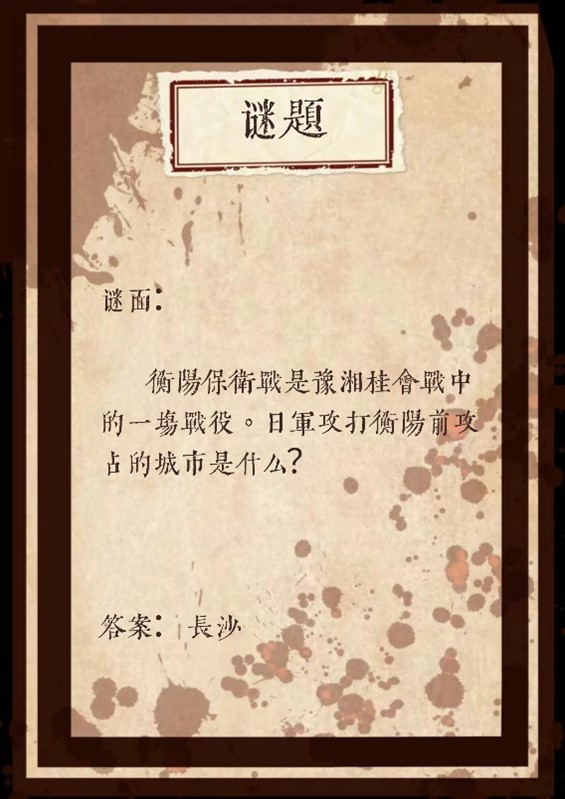 谜題
谜面：
衡陽保衛戰是豫湘桂會戰中
的一場戰役。日軍攻打衡陽前攻
占的城市是什么?
答案： 長沙